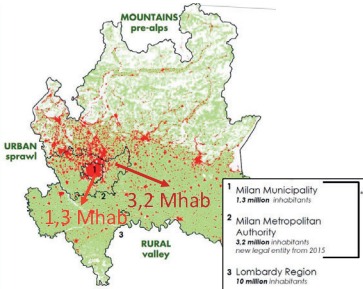 MOUNTAINS
pre-alps
URBAN
sprawl
1
2
3,2 Mhab
1,3 Mhab
3
RURAL
valley
1 Milan Municipality
1,3 million inhabitants
2 Milan Metropolitan
Authority
3,2 million inhabitants
new legal entity from 2015
3 Lombardy Region
10 million inhabitants